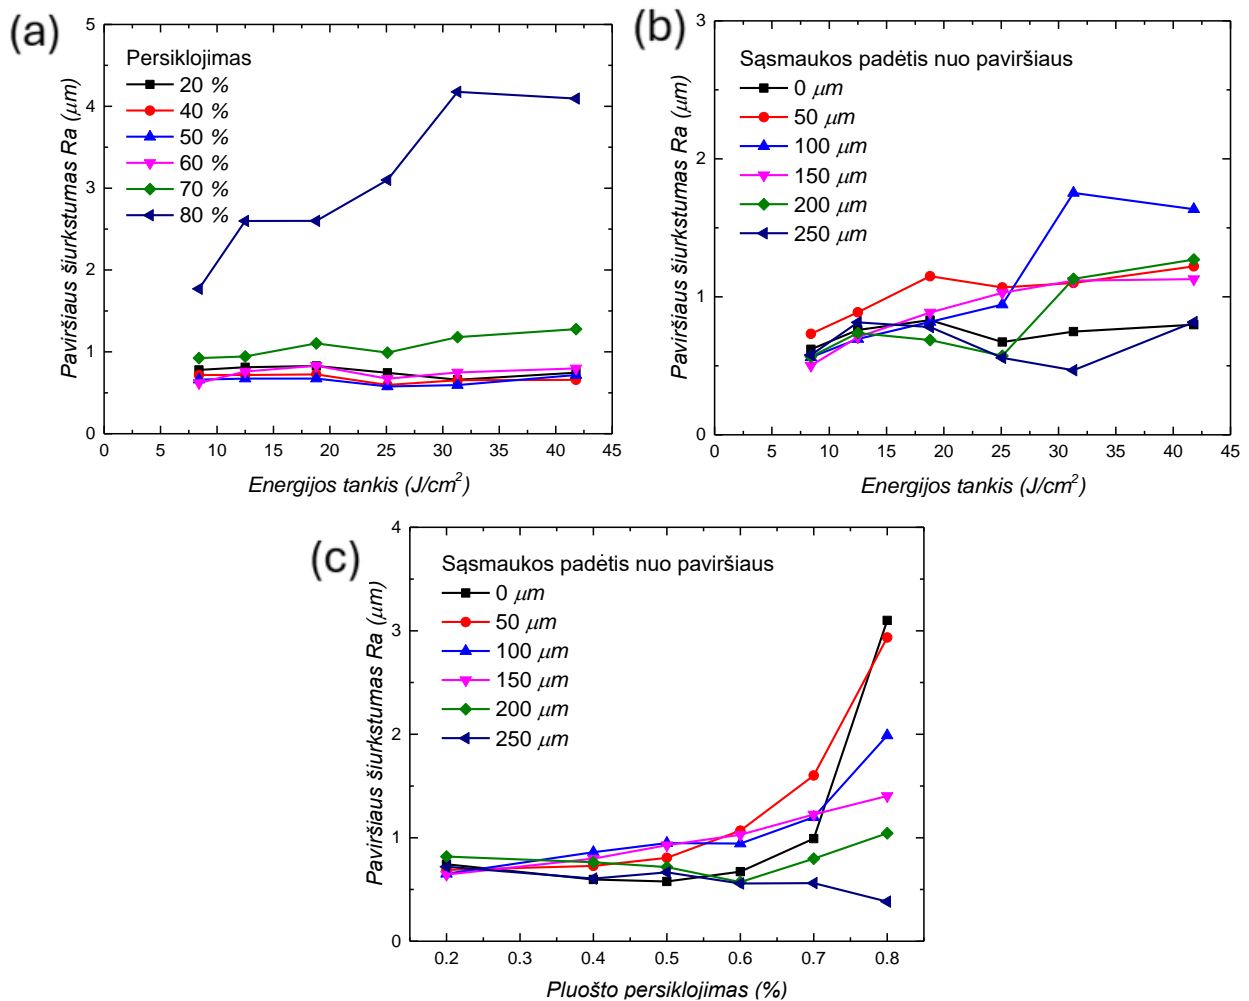 (a)
5
4
3
2
1
0
Paviršiaus šiurkstumas Ra (μm)
Persiklojimas
20 %
40 %
50 %
60 %
70 %
80 %
0 5 10 15 20 25 30 35 40 45
Energijos tankis (J/cm²)
(b)
3
2
1
0
Paviršiaus šiurkstumas Ra (μm)
Sąsmaukos padėtis nuo paviršiaus
0 μm
50 μm
100 μm
150 μm
200 μm
250 μm
0 5 10 15 20 25 30 35 40 45
Energijos tankis (J/cm²)
(c)
4
3
2
1
0
Paviršiaus šiurkstumas Ra (μm)
Sąsmaukos padėtis nuo paviršiaus
0 μm
50 μm
100 μm
150 μm
200 μm
250 μm
0.2 0.3 0.4 0.5 0.6 0.7 0.8
Pluošto persiklojimas (%)